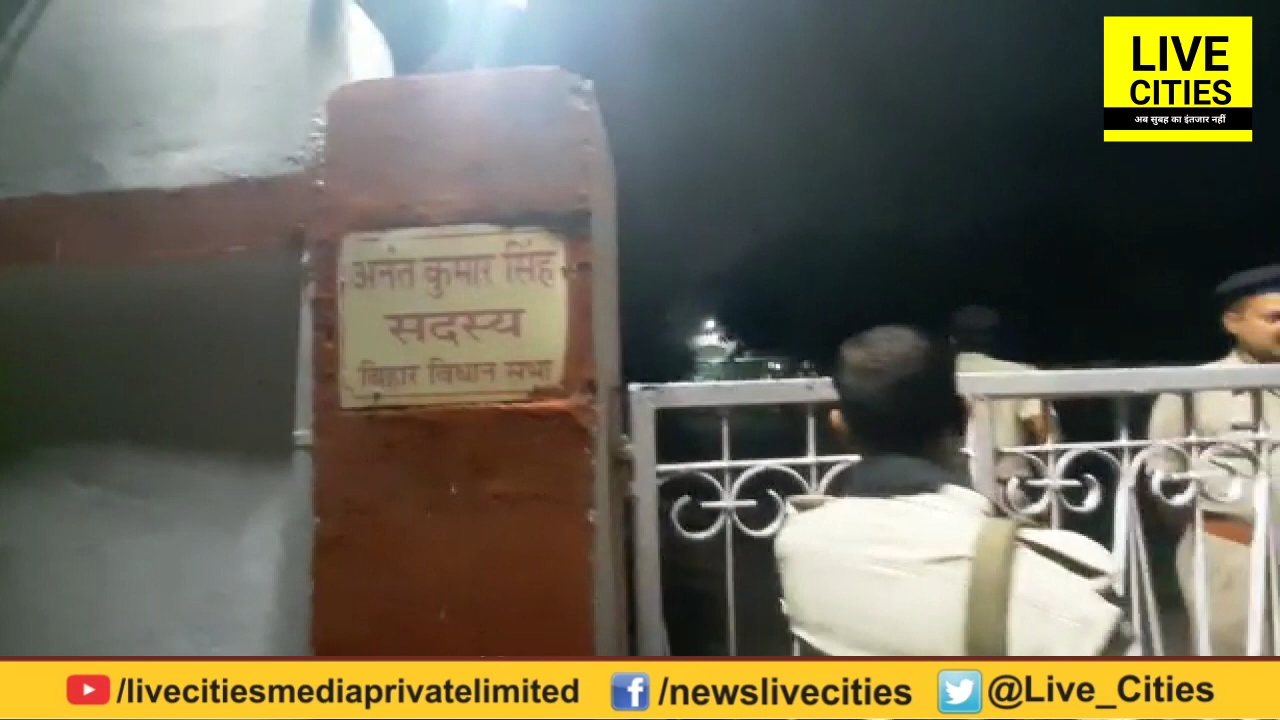 LIVE
CITIES
अब सुबह का इंतजार नहीं
अनंत कुमार सिंह
सदस्य
बिहार विधान सभा
/livecitiesmediaprivatelimited /newslivecities @Live_Cities